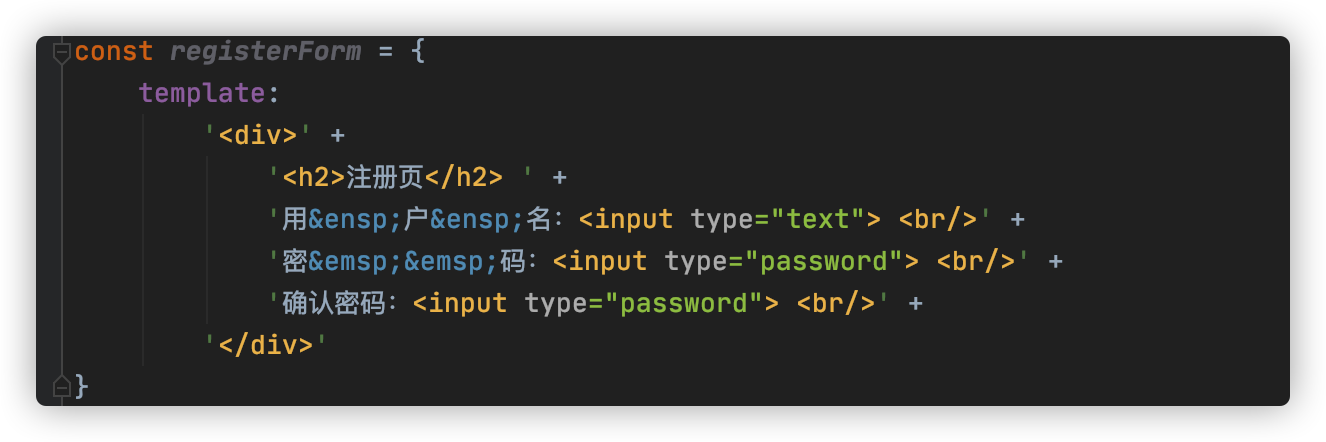 const registerForm = {
template:
'<div>' +
'<h2>注册页</h2> ' +
'用&ensp;户&ensp;名：<input type="text"> <br/>' +
'密&emsp;&emsp;码：<input type="password"> <br/>' +
'确认密码：<input type="password"> <br/>' +
'</div>'
}